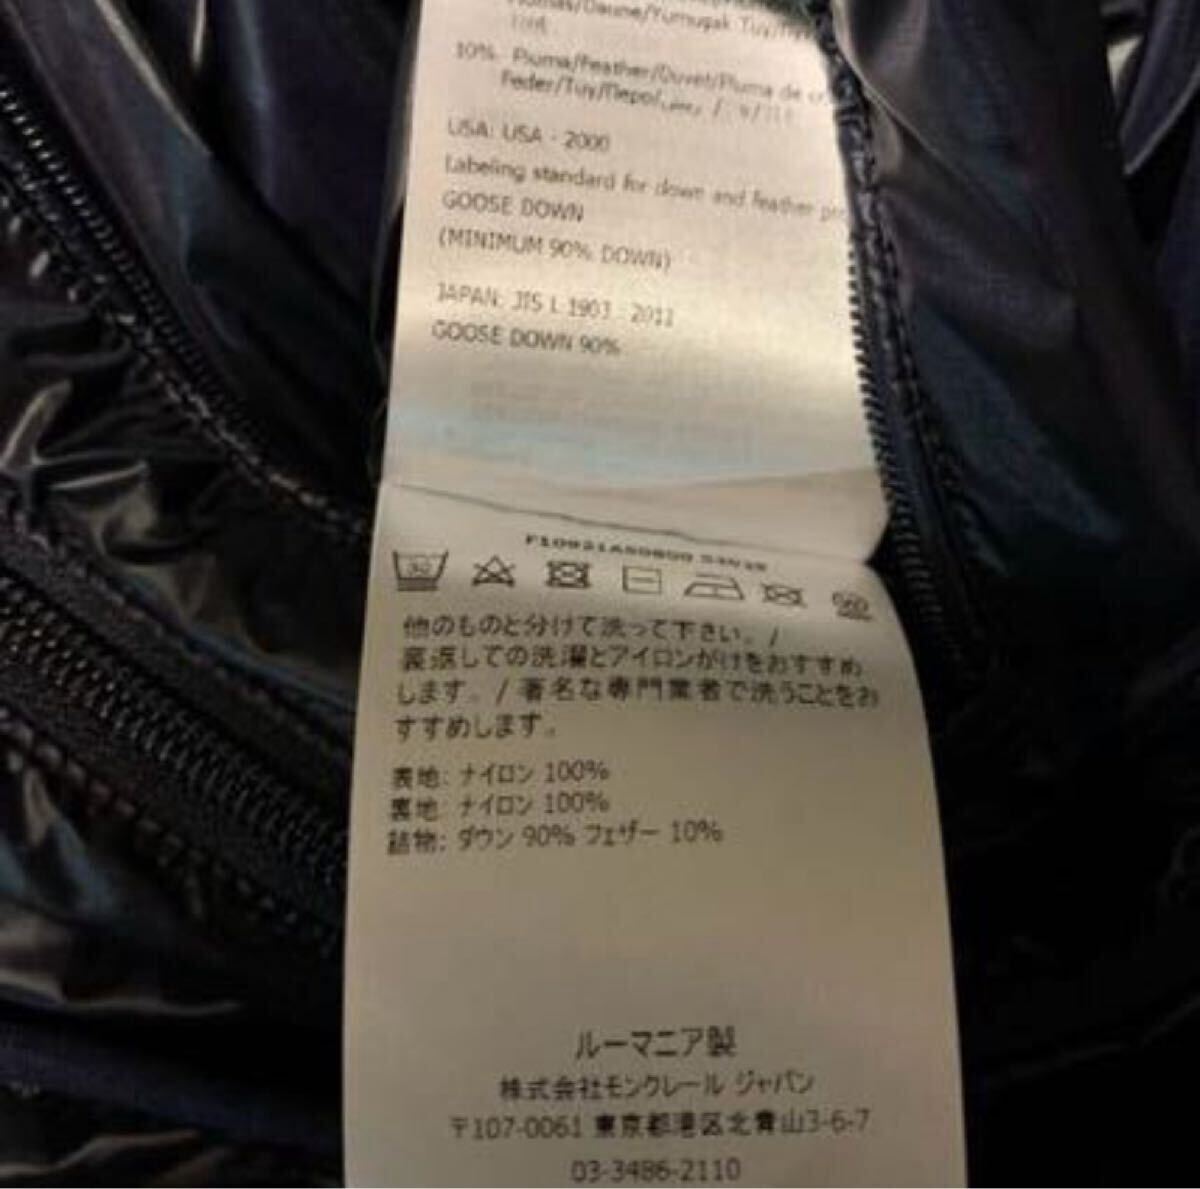 Plumas/Daune/Yumuşak Tüy/
10% Piuma/Feather/Duvet/Pluma de
Feder/Tüy/Перо/
USA: USA - 2000
Labeling standard for down and feather
GOOSE DOWN
(MINIMUM 90% DOWN)
JAPAN: JIS L 1903 - 2011
GOOSE DOWN 90%
30
他のものと分けて洗って下さい。/
裏返しての洗濯とアイロンがけをおすすめ
します。/ 著名な専門業者で洗うことをお
すすめします。
表地: ナイロン 100%
裏地: ナイロン 100%
詰物: ダウン 90% フェザー 10%
ルーマニア製
株式会社モンクレール ジャパン
〒107-0061 東京都港区北青山3-6-7
03-3486-2110